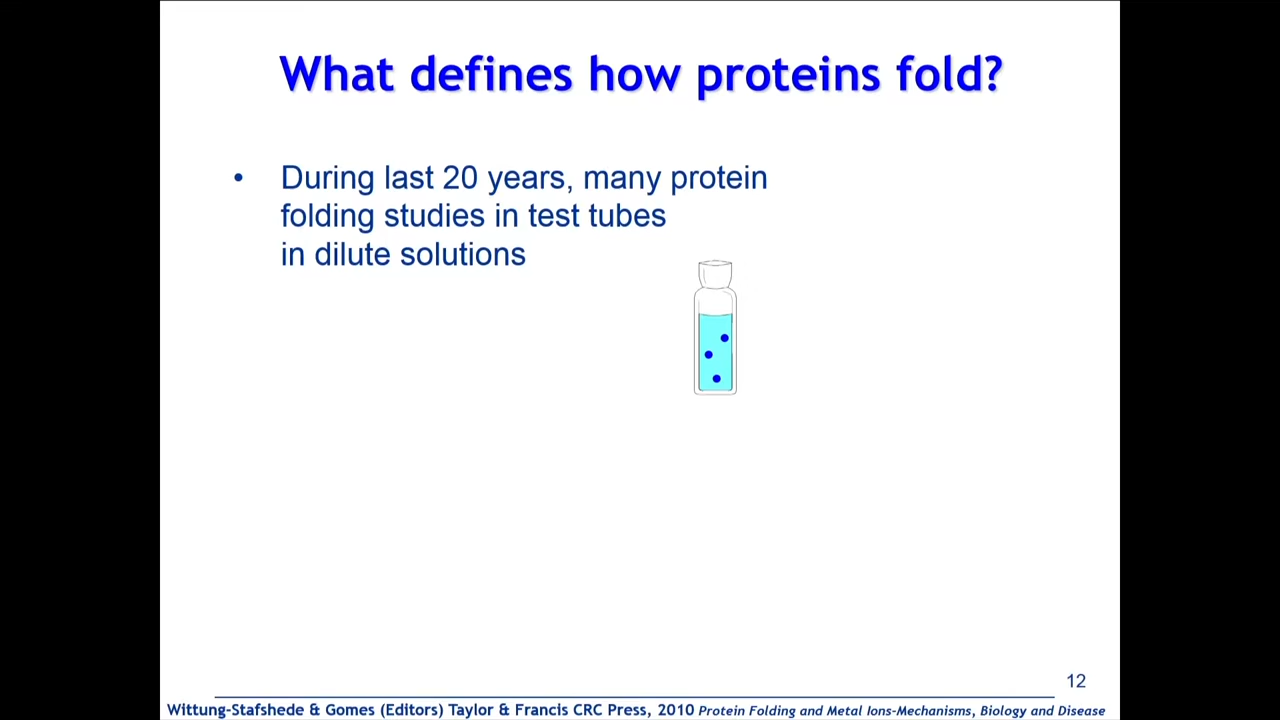 What defines how proteins fold?
• During last 20 years, many protein
folding studies in test tubes
in dilute solutions
12
Wittung-Stafshede & Gomes (Editors) Taylor & Francis CRC Press, 2010 Protein Folding and Metal Ions-Mechanisms, Biology and Disease